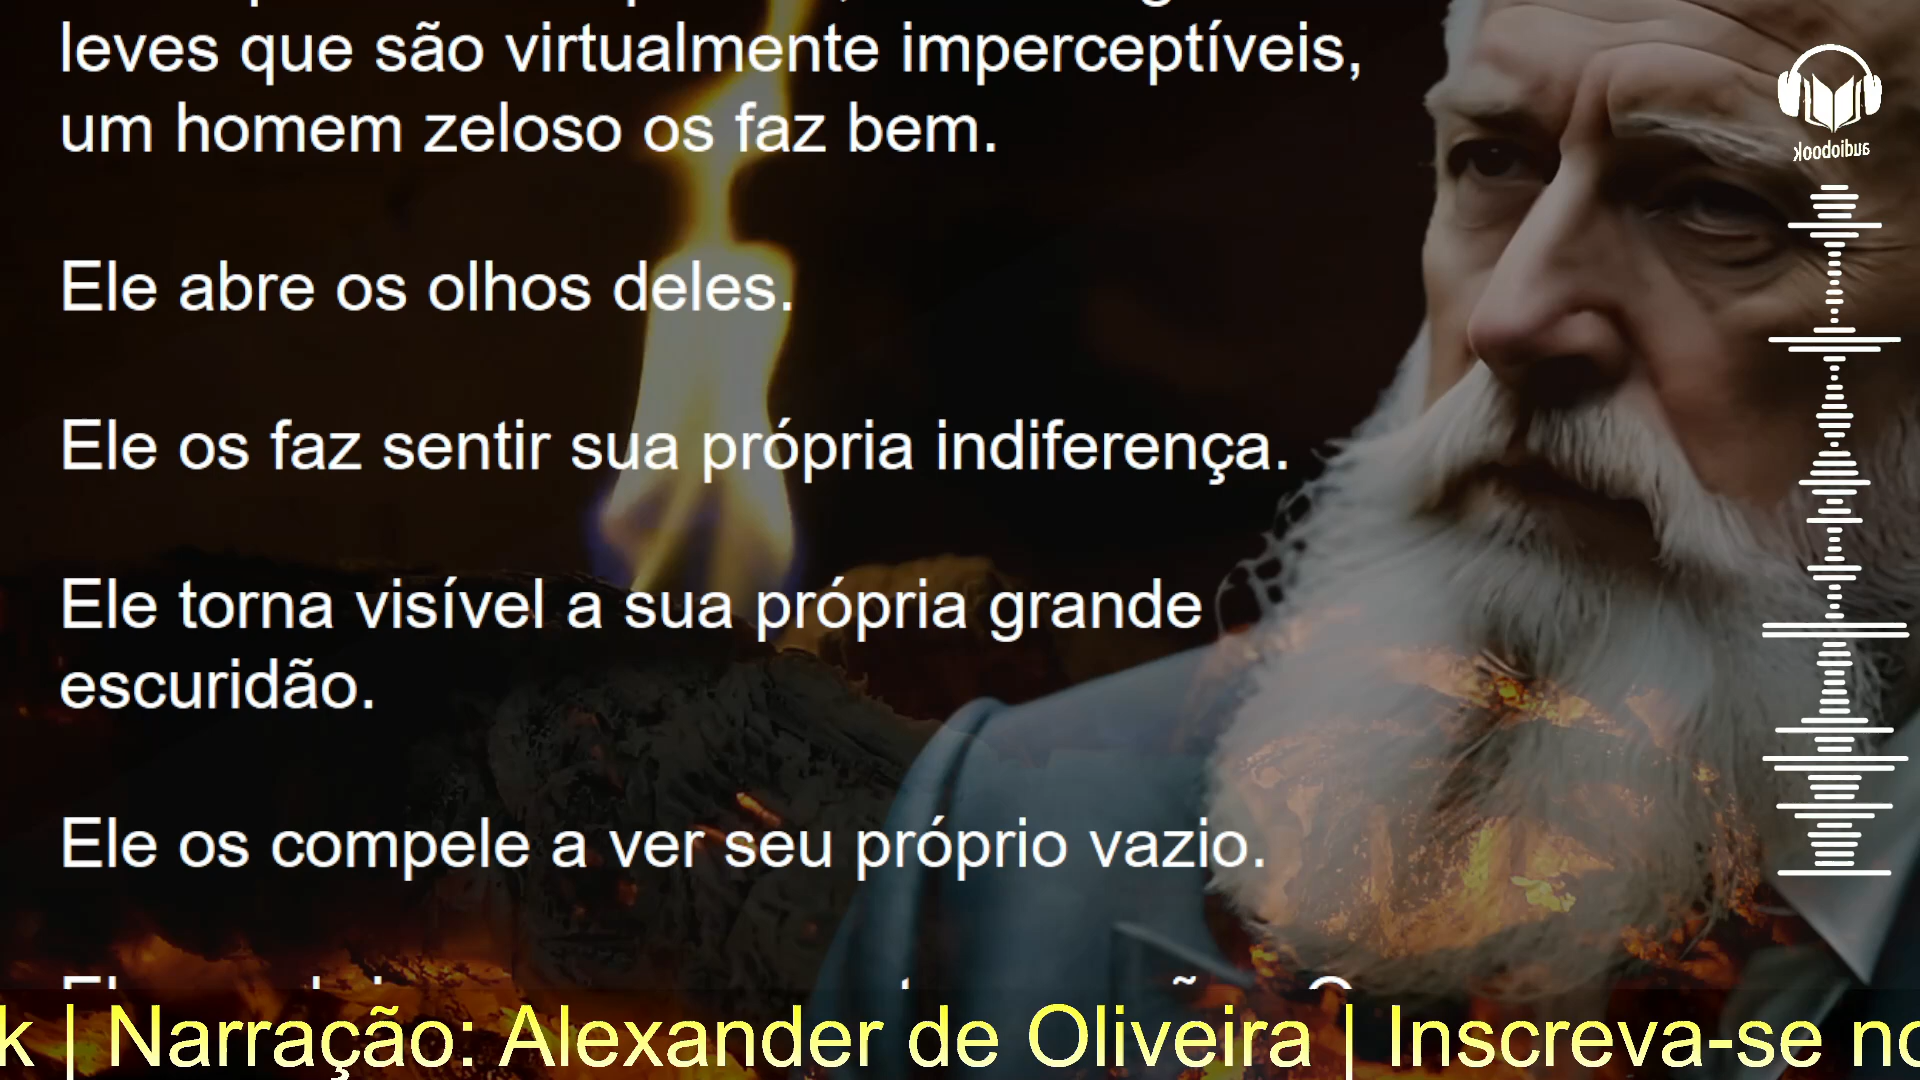 leves que são virtualmente imperceptíveis,
um homem zeloso os faz bem.
Ele abre os olhos deles.
Ele os faz sentir sua própria indiferença.
Ele torna visível a sua própria grande
escuridão.
Ele os compele a ver seu próprio vazio.
audiobook
k | Narração: Alexander de Oliveira | Inscreva-se no